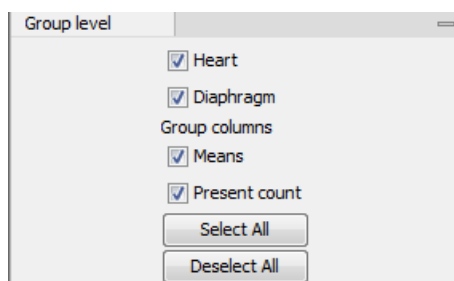 Group level
Heart
Diaphragm
Group columns
Means
Present count
Select All
Deselect All